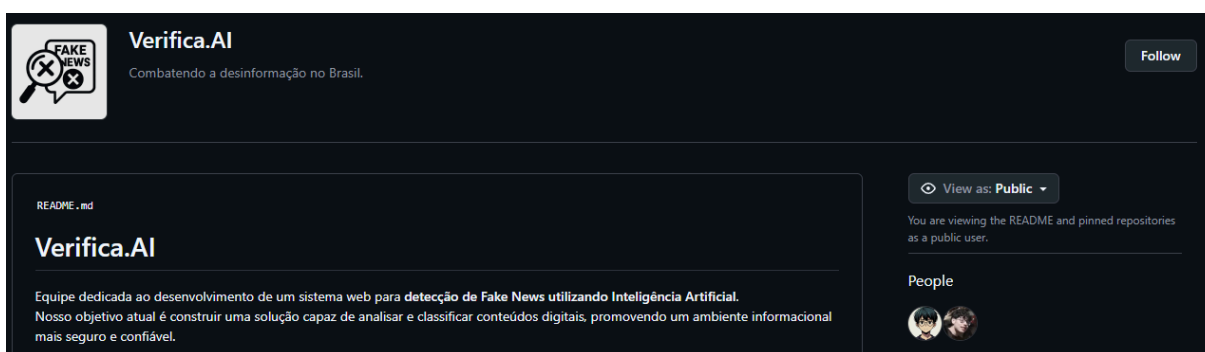 FAKE
NEWS
Verifica.AI
Combatendo a desinformação no Brasil.
Follow
README.md
Verifica.AI
Equipe dedicada ao desenvolvimento de um sistema web para detecção de Fake News utilizando Inteligência Artificial.
Nosso objetivo atual é construir uma solução capaz de analisar e classificar conteúdos digitais, promovendo um ambiente informacional
mais seguro e confiável.
View as: Public
You are viewing the README and pinned repositories
as a public user.
People